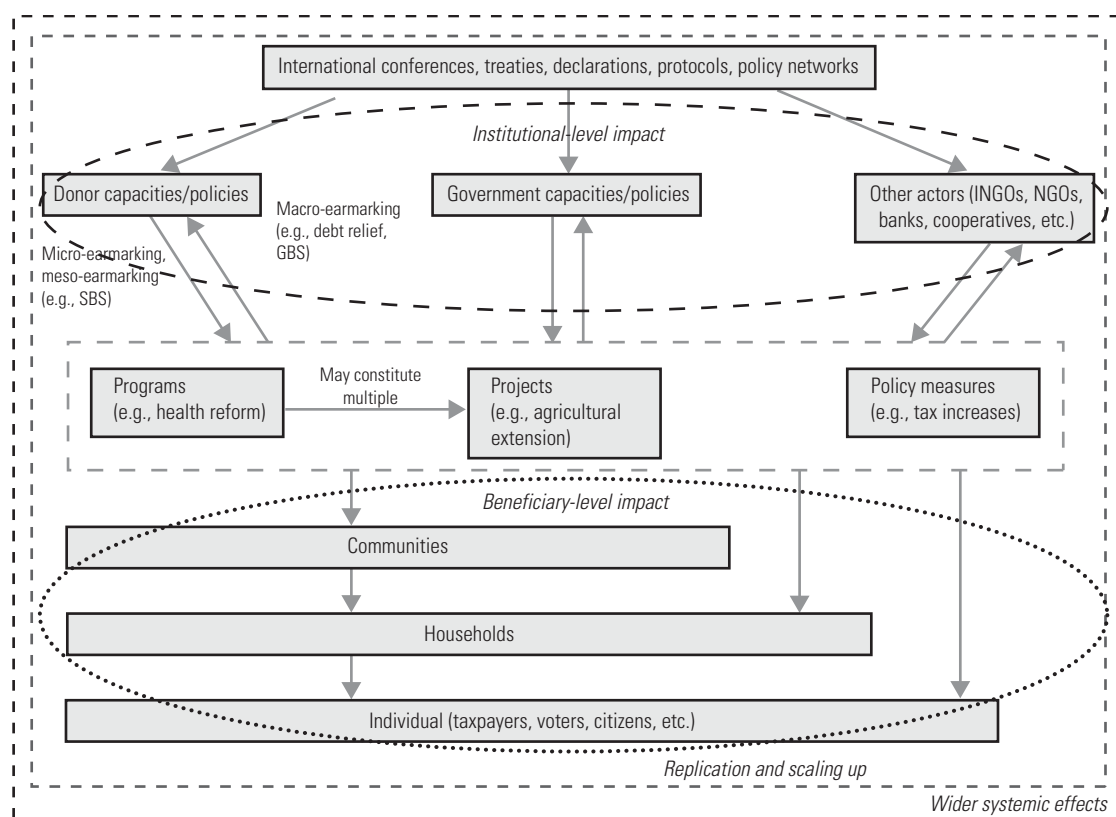 International conferences, treaties, declarations, protocols, policy networks
Institutional-level impact
Donor capacities/policies
Government capacities/policies
Other actors (INGOs, NGOs,
banks, cooperatives, etc.)
Macro-earmarking
(e.g., debt relief,
GBS)
Micro-earmarking,
meso-earmarking
(e.g., SBS)
Programs
(e.g., health reform)
May constitute
multiple
Projects
(e.g., agricultural
extension)
Policy measures
(e.g., tax increases)
Beneficiary-level impact
Communities
Households
Individual (taxpayers, voters, citizens, etc.)
Replication and scaling up
Wider systemic effects